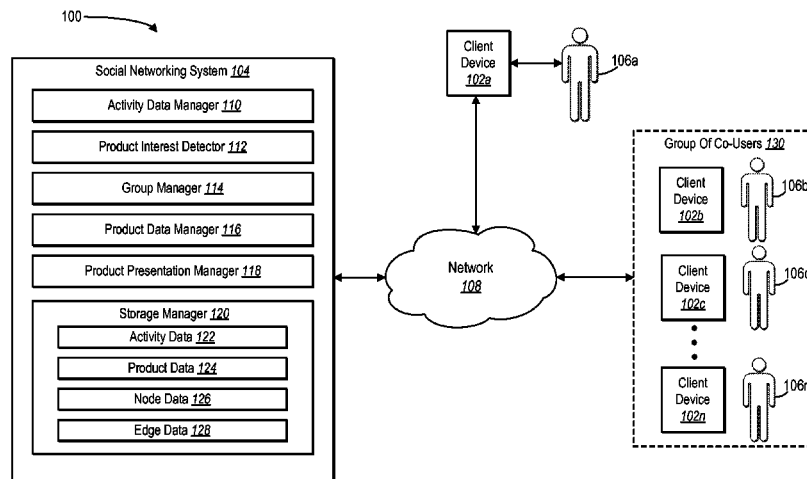 100
Social Networking System 104
Activity Data Manager 110
Product Interest Detector 112
Group Manager 114
Product Data Manager 116
Product Presentation Manager 118
Storage Manager 120
Activity Data 122
Product Data 124
Node Data 126
Edge Data 128
Client
Device
102a
106a
Network
108
Group Of Co-Users 130
Client
Device
102b
106b
Client
Device
102c
106c
Client
Device
102n
106n